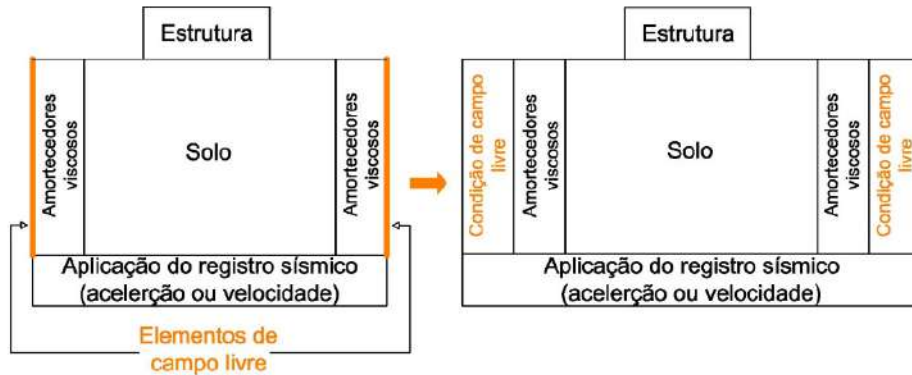 Estrutura
Amortecedores
viscosos
Solo
Amortecedores
viscosos
Aplicação do registro sísmico
(acelerção ou velocidade)
Elementos de
campo livre
Estrutura
Condição de campo
livre
Amortecedores
viscosos
Solo
Amortecedores
viscosos
Condição de campo
livre
Aplicação do registro sísmico
(acelerção ou velocidade)